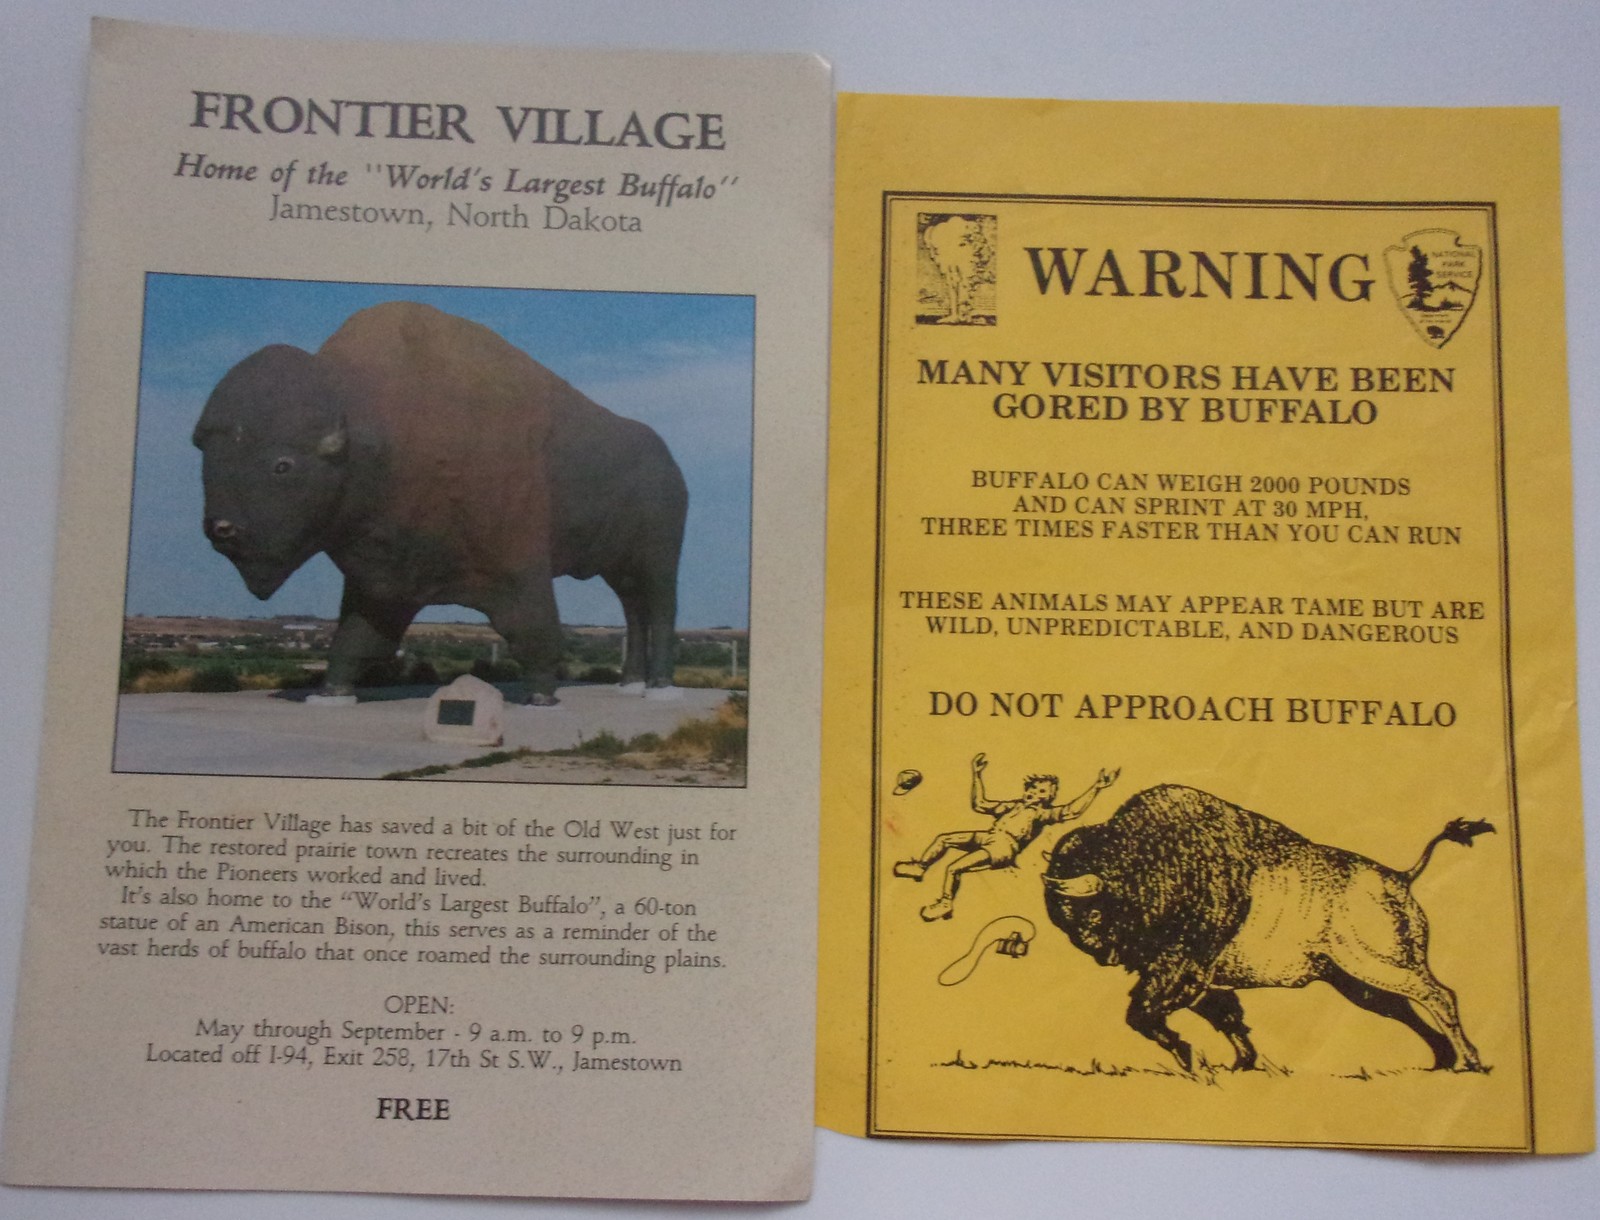 FRONTIER VILLAGE
Home of the "World's Largest Buffalo"
Jamestown, North Dakota
The Frontier Village has saved a bit of the Old West just for
you. The restored prairie town recreates the surrounding in
which the Pioneers worked and lived.
It's also home to the "World's Largest Buffalo", a 60-ton
statue of an American Bison, this serves as a reminder of the
vast herds of buffalo that once roamed the surrounding plains.
OPEN:
May through September - 9 a.m. to 9 p.m.
Located off I-94, Exit 258, 17th St S.W., Jamestown
FREE
WARNING
NATIONAL
PARK
SERVICE
MANY VISITORS HAVE BEEN
GORED BY BUFFALO
BUFFALO CAN WEIGH 2000 POUNDS
AND CAN SPRINT AT 30 MPH,
THREE TIMES FASTER THAN YOU CAN RUN
THESE ANIMALS MAY APPEAR TAME BUT ARE
WILD, UNPREDICTABLE, AND DANGEROUS
DO NOT APPROACH BUFFALO